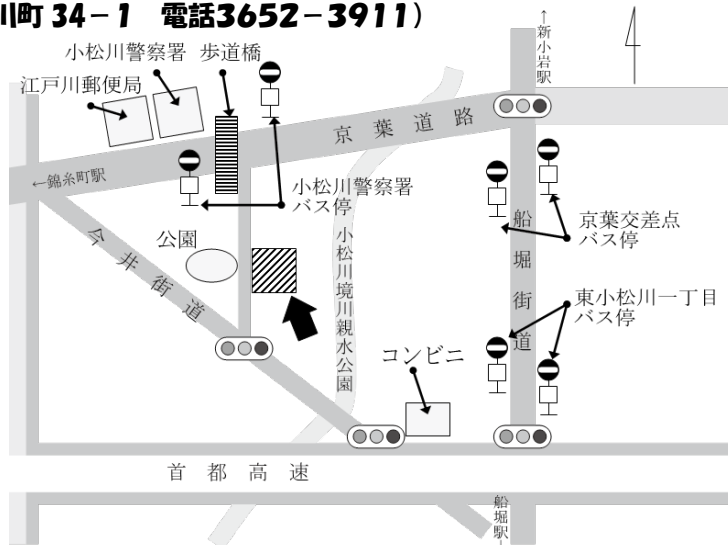 川町 34－1　電話3652－3911）
↑新小岩駅
小松川警察署
歩道橋
江戸川郵便局
京葉道路
←錦糸町駅
小松川警察署
バス停
今井街道
公園
小松川境川親水公園
船堀街道
京葉交差点
バス停
東小松川一丁目
バス停
コンビニ
首都高速
船堀駅↓